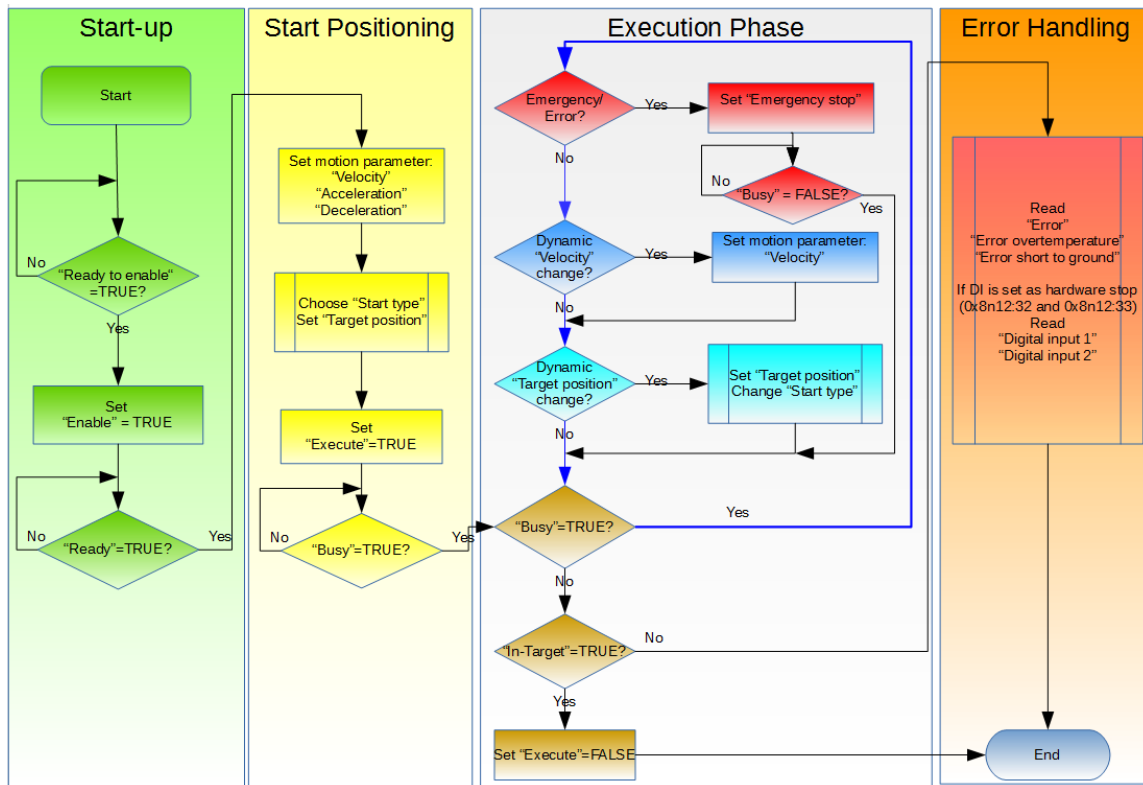 Start-up
Start
"Ready to enable"
=TRUE?
No
Yes
Set
"Enable" = TRUE
"Ready"=TRUE?
No
Yes
Start Positioning
Set motion parameter:
"Velocity"
"Acceleration"
"Deceleration"
Choose "Start type"
Set "Target position"
Set
"Execute"=TRUE
"Busy"=TRUE?
No
Yes
Execution Phase
Emergency/
Error?
Yes
No
Set "Emergency stop"
"Busy" = FALSE?
No
Yes
Dynamic
"Velocity"
change?
Yes
No
Set motion parameter:
"Velocity"
Dynamic
"Target position"
change?
Yes
No
Set "Target position"
Change "Start type"
"Busy"=TRUE?
Yes
No
"In-Target"=TRUE?
No
Yes
Set "Execute"=FALSE
Error Handling
Read
"Error"
"Error overtemperature"
"Error short to ground"
If DI is set as hardware stop
(0x8n12:32 and 0x8n12:33)
Read
"Digital input 1"
"Digital input 2"
End